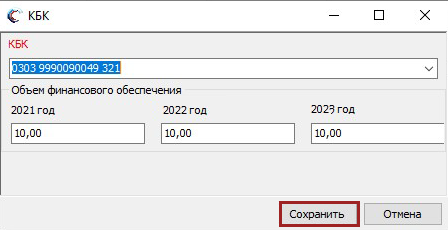 КБК
КБК
0303 9990090049 321
Объем финансового обеспечения
2021 год 2022 год 2023 год
10,00 10,00 10,00
Сохранить Отмена